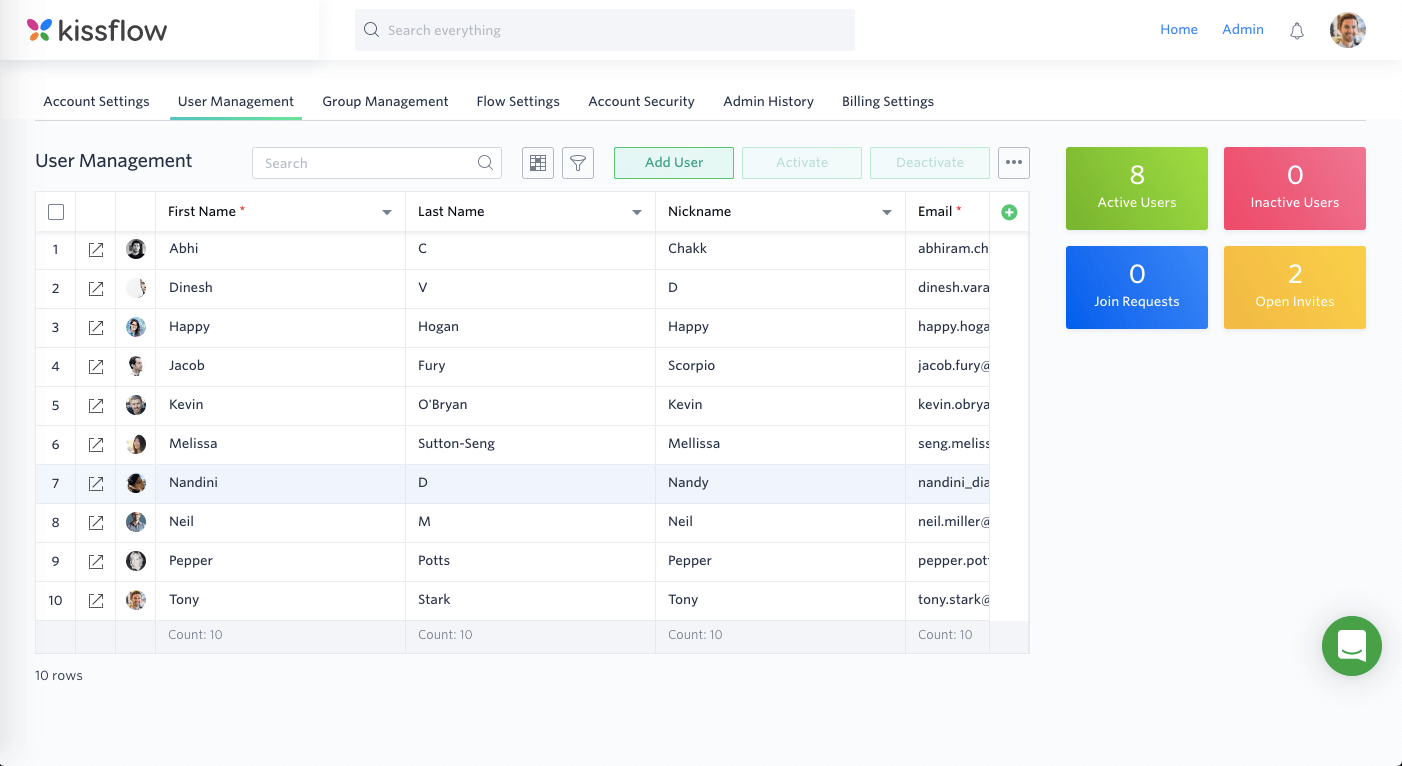 kissflow
Search everything
Home Admin
Account Settings User Management Group Management Flow Settings Account Security Admin History Billing Settings
User Management
Search
Add User
Activate
Deactivate
First Name * Last Name Nickname Email *
1 Abhi C Chakk abhiram.ch
2 Dinesh V D dinesh.vara
3 Happy Hogan Happy happy.hoga
4 Jacob Fury Scorpio jacob.fury@
5 Kevin O'Bryan Kevin kevin.obrya
6 Melissa Sutton-Seng Mellissa seng.meliss
7 Nandini D Nandy nandini_dia
8 Neil M Neil neil.miller@
9 Pepper Potts Pepper pepper.pot
10 Tony Stark Tony tony.stark@
Count: 10 Count: 10 Count: 10 Count: 10
10 rows
8
Active Users
0
Inactive Users
0
Join Requests
2
Open Invites